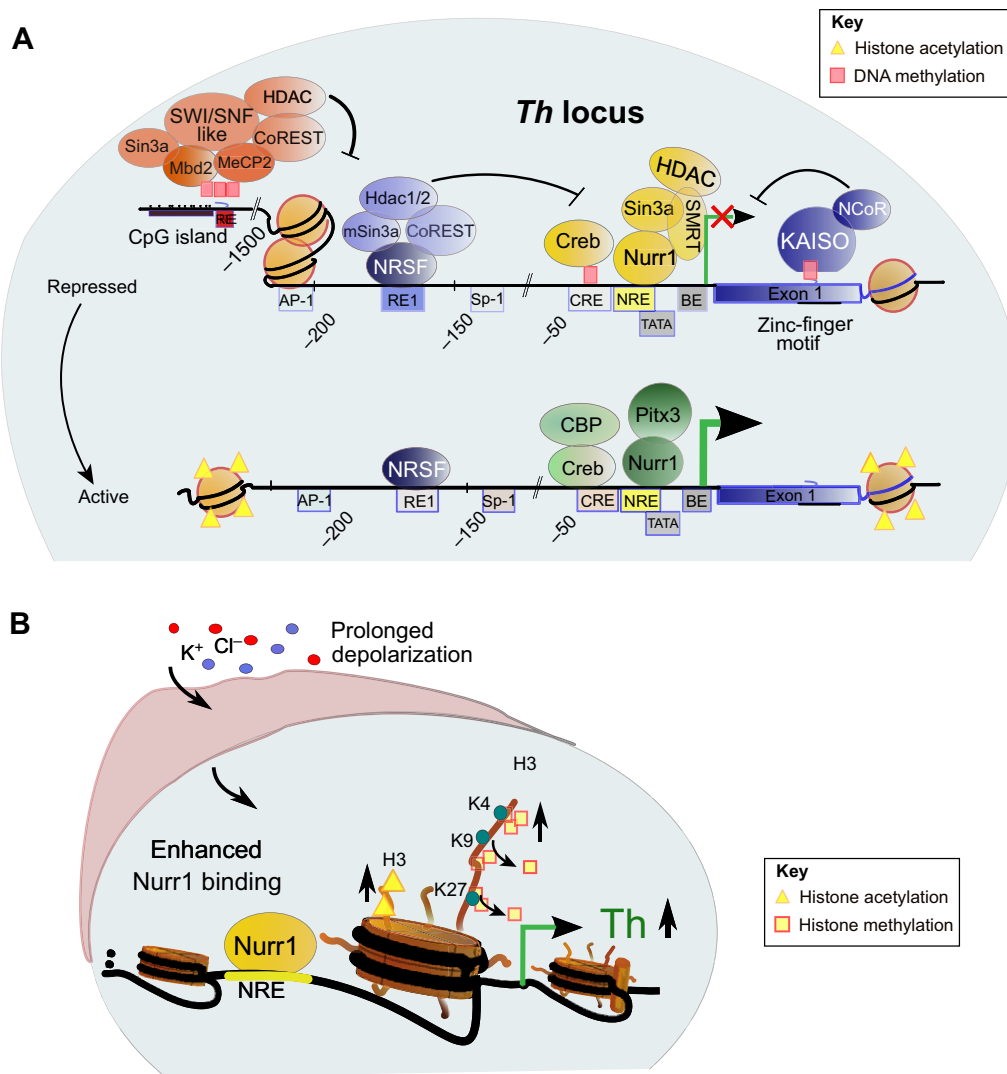 A
Key
Histone acetylation
DNA methylation
Th locus
HDAC
SWI/SNF
like
Sin3a
CoREST
Mbd2
MeCP2
RE
CpG island
–1500
Hdac1/2
mSin3a
CoREST
NRSF
HDAC
Sin3a
SMRT
Creb
Nurr1
NCoR
KAISO
Repressed
AP-1
RE1
Sp-1
CRE
NRE
BE
Exon 1
TATA
–200
–150
–50
Zinc-finger
motif
CBP
Pitx3
NRSF
Creb
Nurr1
Active
AP-1
RE1
Sp-1
CRE
NRE
BE
Exon 1
TATA
–200
–150
–50
B
K+ Cl–
Prolonged
depolarization
H3
K4
K9
K27
Enhanced
Nurr1 binding
H3
Th
Nurr1
NRE
Key
Histone acetylation
Histone methylation